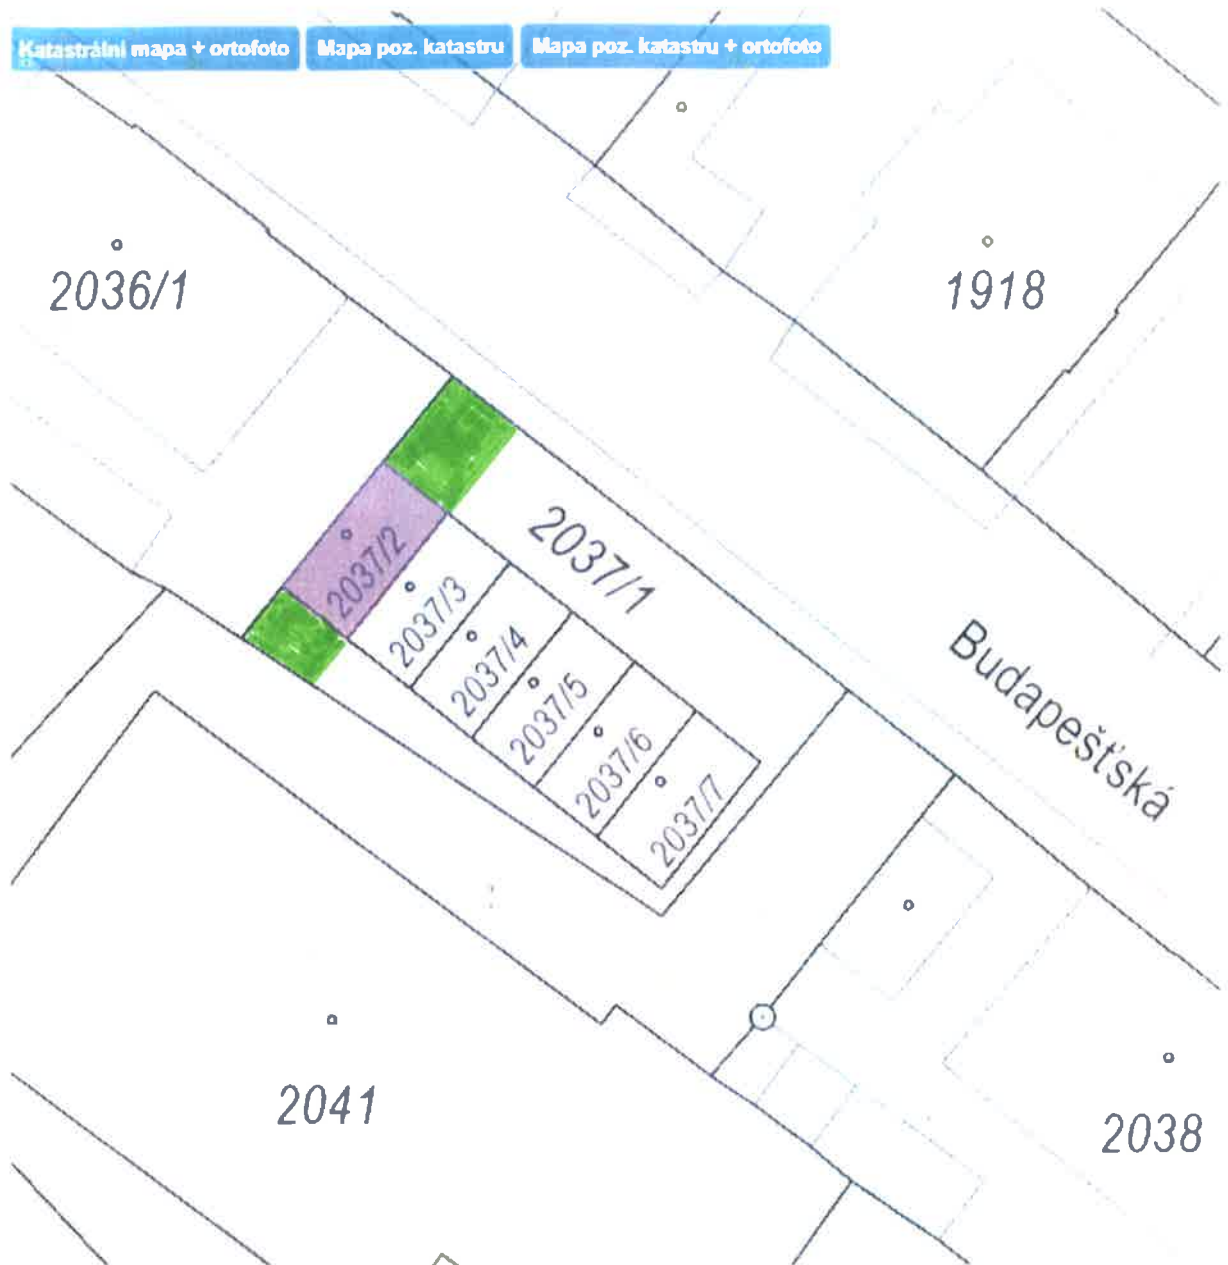 Katastrální mapa + ortofoto
Mapa poz. katastru
Mapa poz. katastru + ortofoto
2036/1
1918
2037/1
2037/2
2037/3
2037/4
2037/5
2037/6
2037/7
Budapešťská
2041
2038